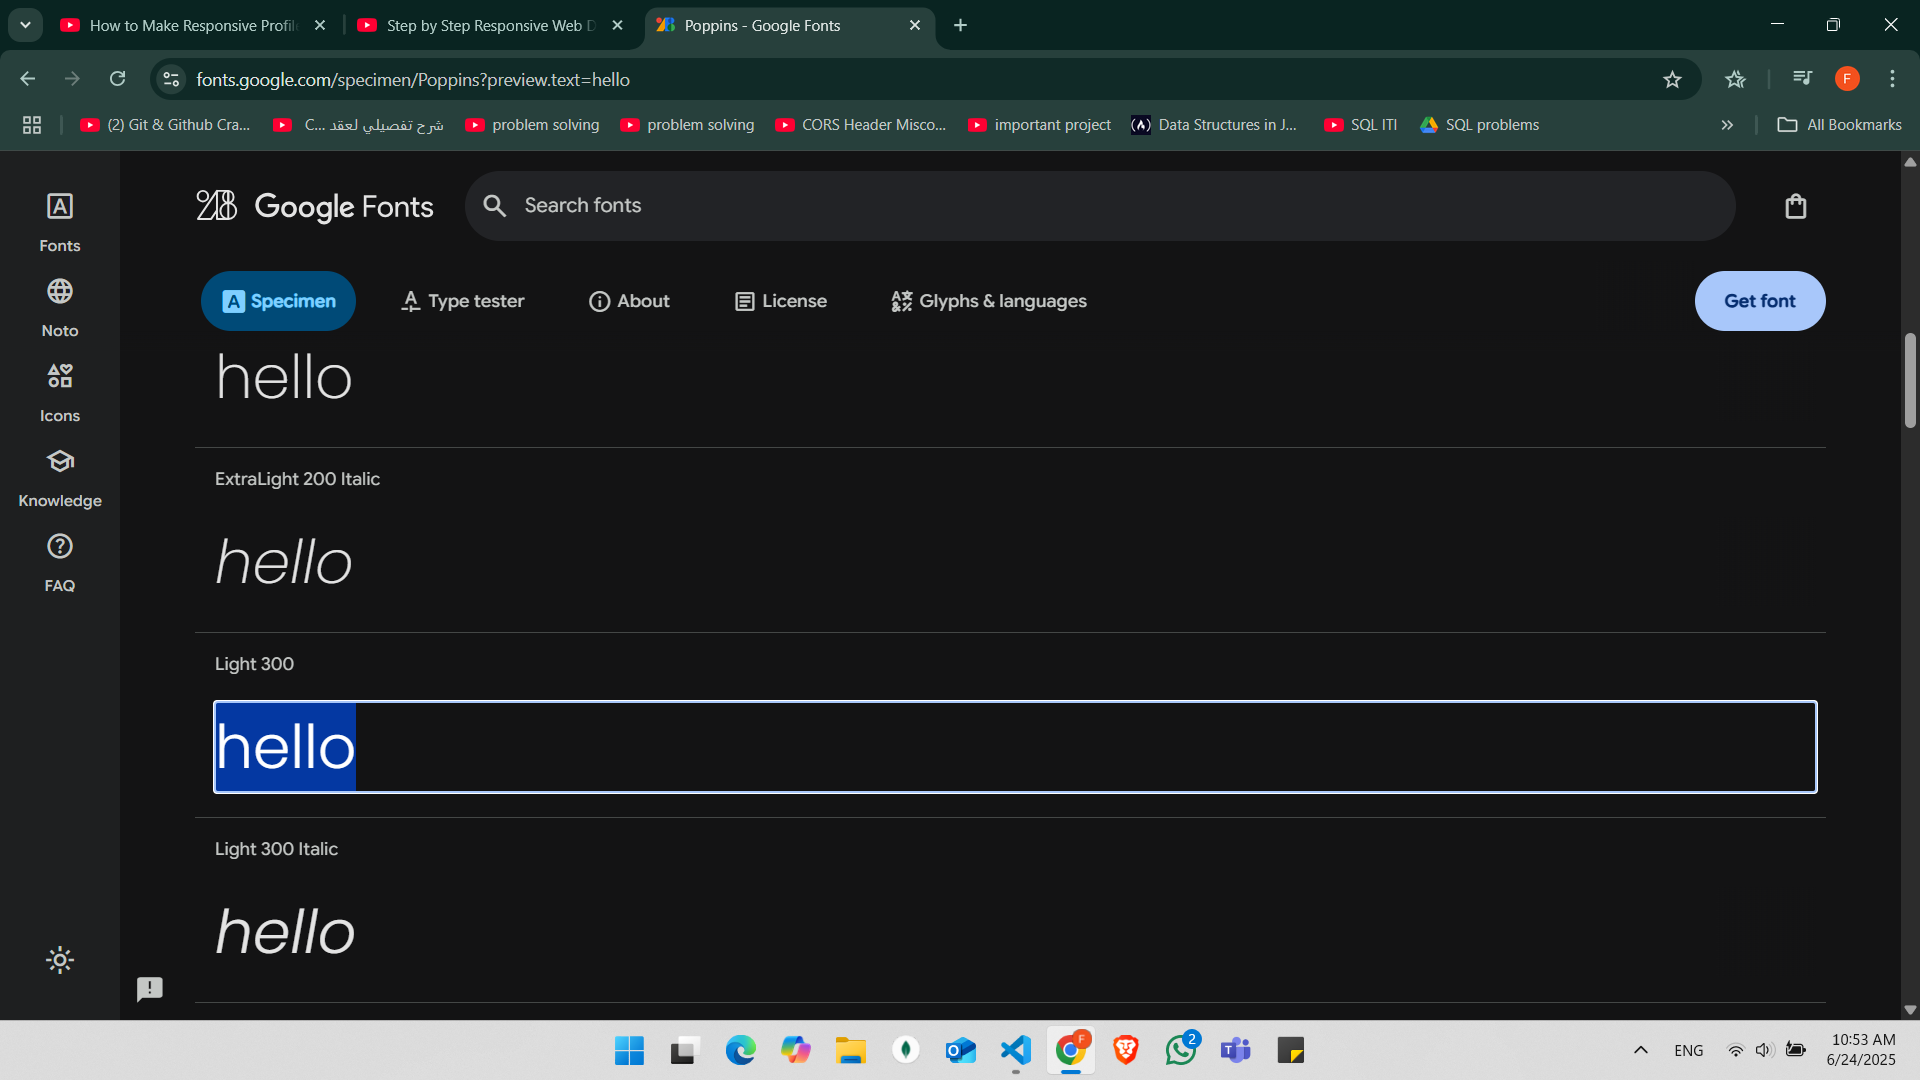 How to Make Responsive Profil
Step by Step Responsive Web D
Poppins - Google Fonts
fonts.google.com/specimen/Poppins?preview.text=hello
F
(2) Git & Github Cra...
شرح تفصيلي لعقد C...
problem solving
problem solving
CORS Header Misco...
important project
Data Structures in J...
SQL ITI
SQL problems
All Bookmarks
Fonts
Noto
Icons
Knowledge
FAQ
Google Fonts
Search fonts
Specimen
Type tester
About
License
Glyphs & languages
Get font
hello
ExtraLight 200 Italic
hello
Light 300
hello
Light 300 Italic
hello
F
2
ENG
10:53 AM
6/24/2025